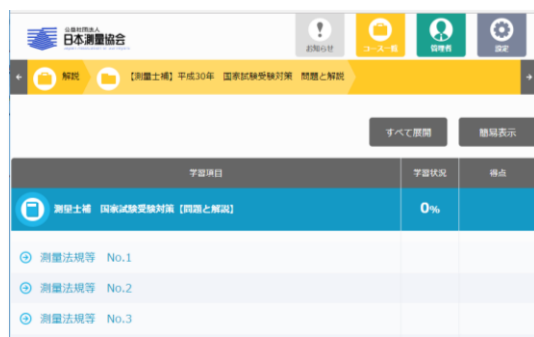 公益社団法人
日本測量協会
お知らせ
コース一覧
管理者
設定
解説
【測量士補】平成30年　国家試験受験対策　問題と解説
すべて展開
簡易表示
学習項目
学習状況
得点
測量士補　国家試験受験対策【問題と解説】
0%
測量法規等　No.1
測量法規等　No.2
測量法規等　No.3